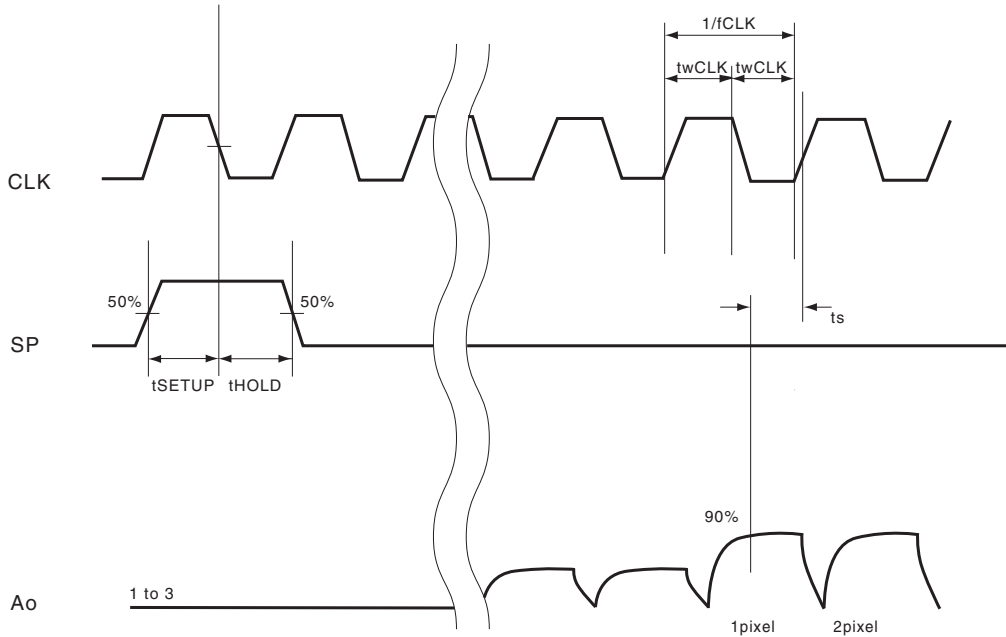 1/fCLK
twCLK twCLK
CLK
50% 50%
ts
SP
tSETUP tHOLD
90%
1 to 3
Ao
1pixel 2pixel